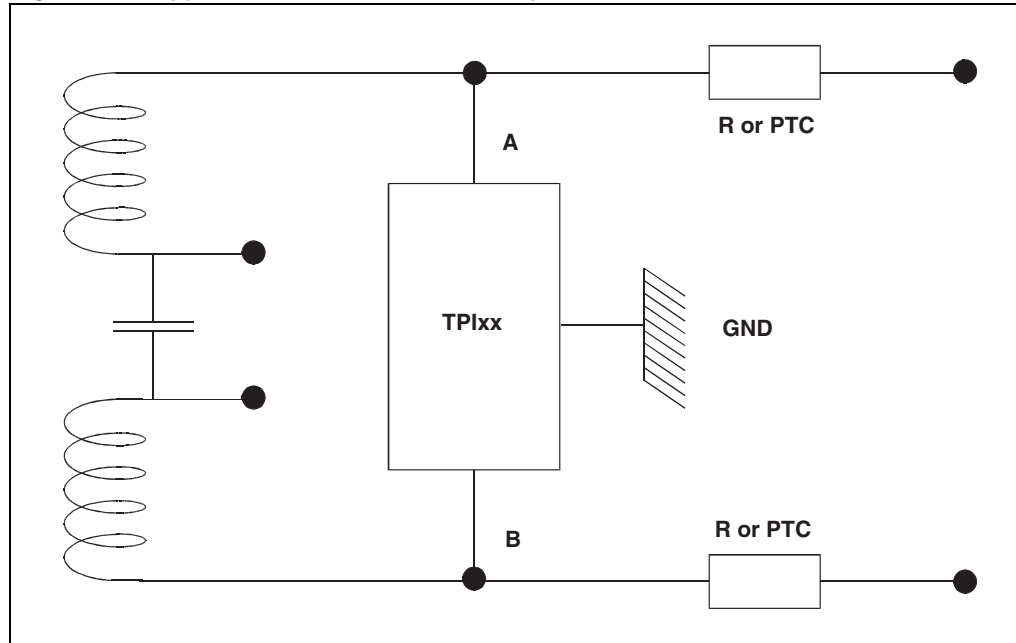 R or PTC
A
TPIxx
GND
B
R or PTC